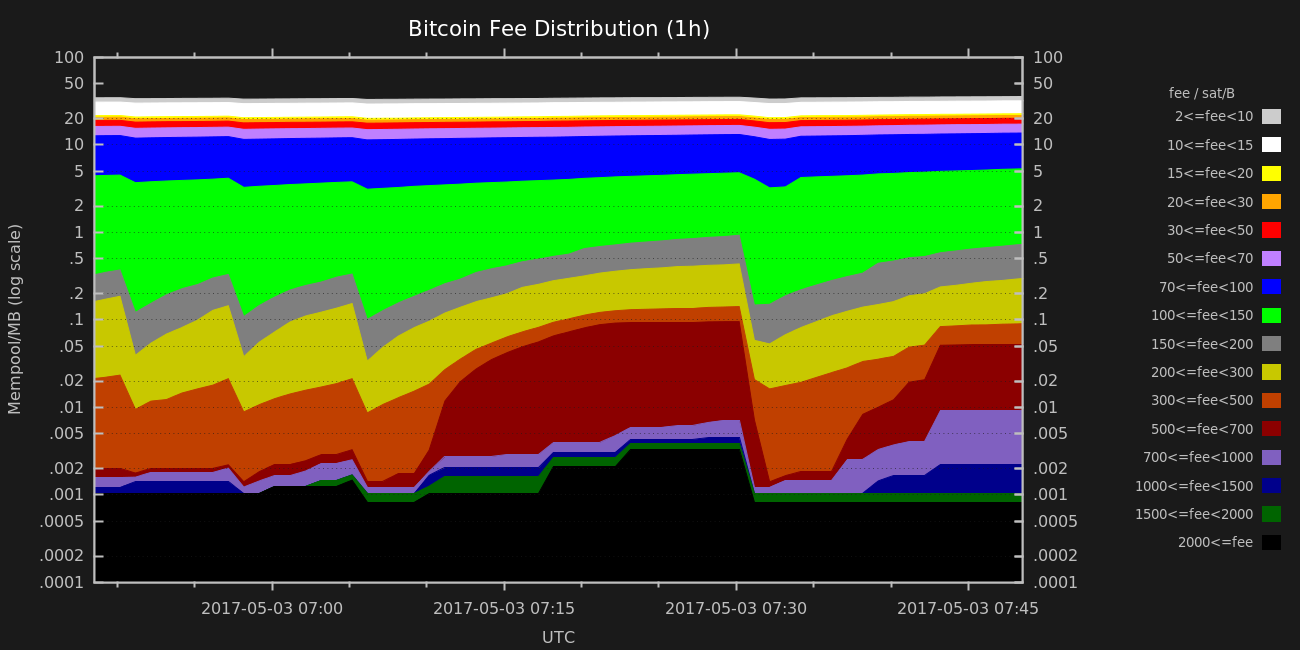 Bitcoin Fee Distribution (1h)
100 100
50 50
20 20
10 10
5 5
2 2
1 1
.5 .5
.2 .2
.1 .1
.05 .05
.02 .02
.01 .01
.005 .005
.002 .002
.001 .001
.0005 .0005
.0002 .0002
.0001 .0001
Mempool/MB (log scale)
2017-05-03 07:00 2017-05-03 07:15 2017-05-03 07:30 2017-05-03 07:45
UTC
fee / sat/B
2<=fee<10
10<=fee<15
15<=fee<20
20<=fee<30
30<=fee<50
50<=fee<70
70<=fee<100
100<=fee<150
150<=fee<200
200<=fee<300
300<=fee<500
500<=fee<700
700<=fee<1000
1000<=fee<1500
1500<=fee<2000
2000<=fee